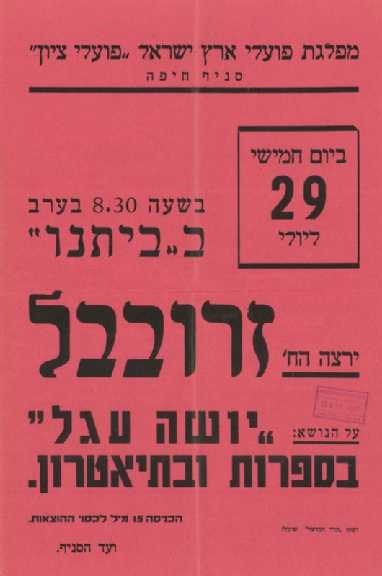 מפלגת פועלי ארץ ישראל „פועלי ציון”
סניף חיפה
ביום חמישי
29
ליולי
בשעה 8.30 בערב
ב„ביתנו”
ירצה הח׳ זרובבל
על הנושא: „יושה עגל”
בספרות ובתיאטרון.
הכניסה 15 מיל לכסוי ההוצאות.
ועד הסניף.